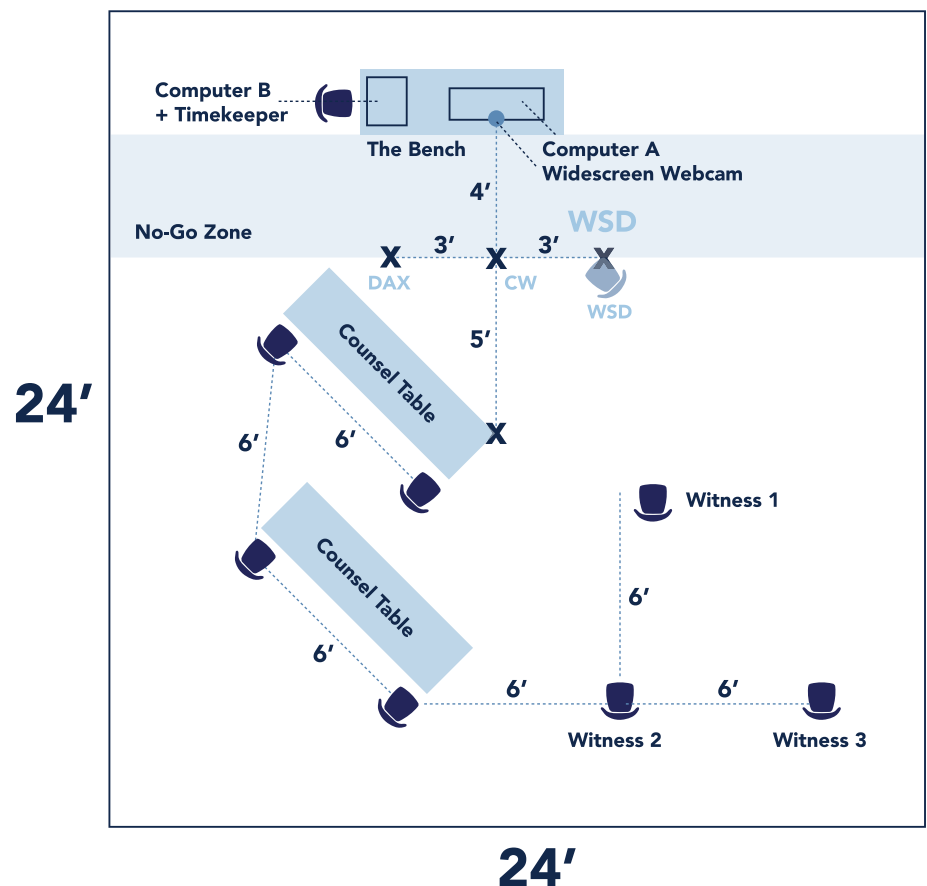 Computer B
+ Timekeeper
The Bench
Computer A
Widescreen Webcam
4’
WSD
No-Go Zone
3’
3’
X
X
X
DAX
CW
WSD
5’
Counsel Table
24’
X
6’
6’
Witness 1
Counsel Table
6’
6’
6’
6’
Witness 2
Witness 3
24’